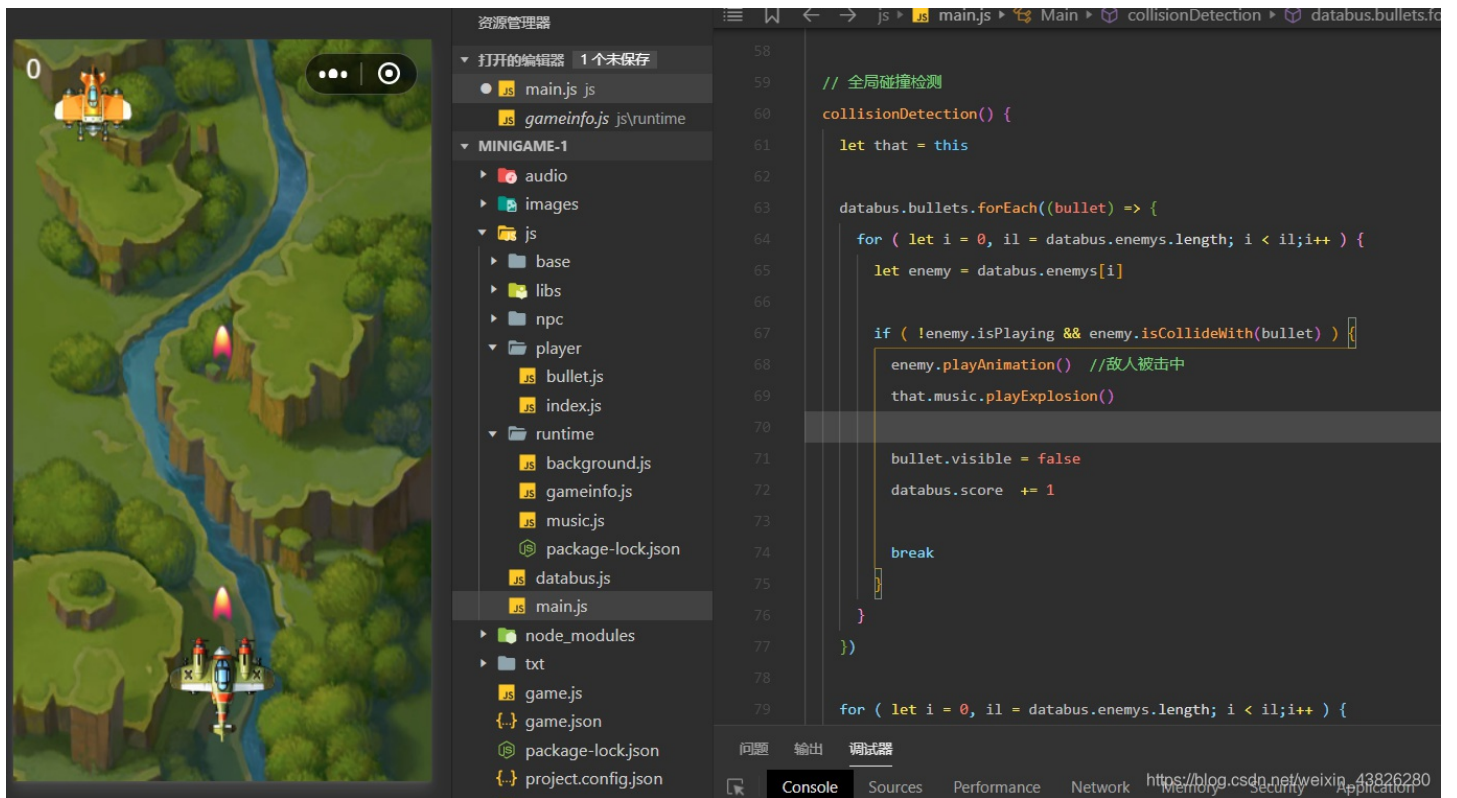 0
资源管理器
打开的编辑器 1个未保存
main.js js
gameinfo.js js\runtime
MINIGAME-1
audio
images
js
base
libs
npc
player
bullet.js
index.js
runtime
background.js
gameinfo.js
music.js
package-lock.json
databus.js
main.js
node_modules
txt
game.js
game.json
package-lock.json
project.config.json
js main.js Main collisionDetection databus.bullets.fo
58
59 // 全局碰撞检测
60 collisionDetection() {
61 let that = this
62
63 databus.bullets.forEach((bullet) => {
64 for ( let i = 0, il = databus.enemys.length; i < il;i++ ) {
65 let enemy = databus.enemys[i]
66
67 if ( !enemy.isPlaying && enemy.isCollideWith(bullet) ) {
68 enemy.playAnimation() //敌人被击中
69 that.music.playExplosion()
70
71 bullet.visible = false
72 databus.score += 1
73
74 break
75 }
76 }
77 })
78
79 for ( let i = 0, il = databus.enemys.length; i < il;i++ ) {
问题 输出 调试器
Console Sources Performance Network Memory Security Application
https://blog.csdn.net/weixin_43826280